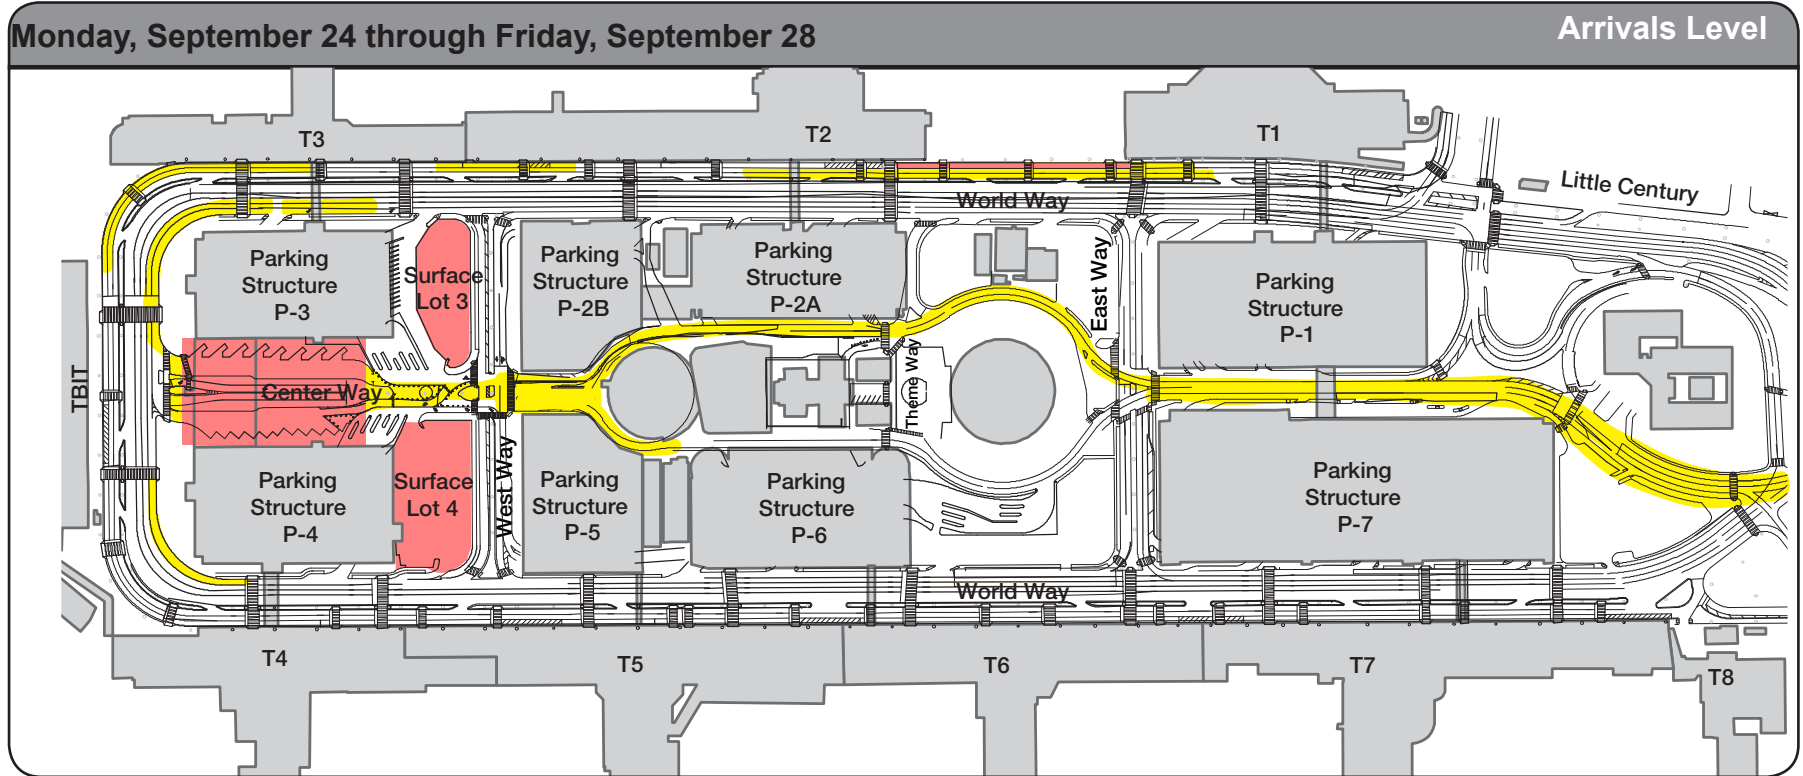 Monday, September 24 through Friday, September 28
Arrivals Level
T3
T2
T1
Little Century
World Way
Parking
Structure
P-3
Surface
Lot 3
Parking
Structure
P-2B
Parking
Structure
P-2A
East Way
Parking
Structure
P-1
TBIT
Center Way
Theme Way
Parking
Structure
P-4
Surface
Lot 4
West Way
Parking
Structure
P-5
Parking
Structure
P-6
Parking
Structure
P-7
World Way
T4
T5
T6
T7
T8